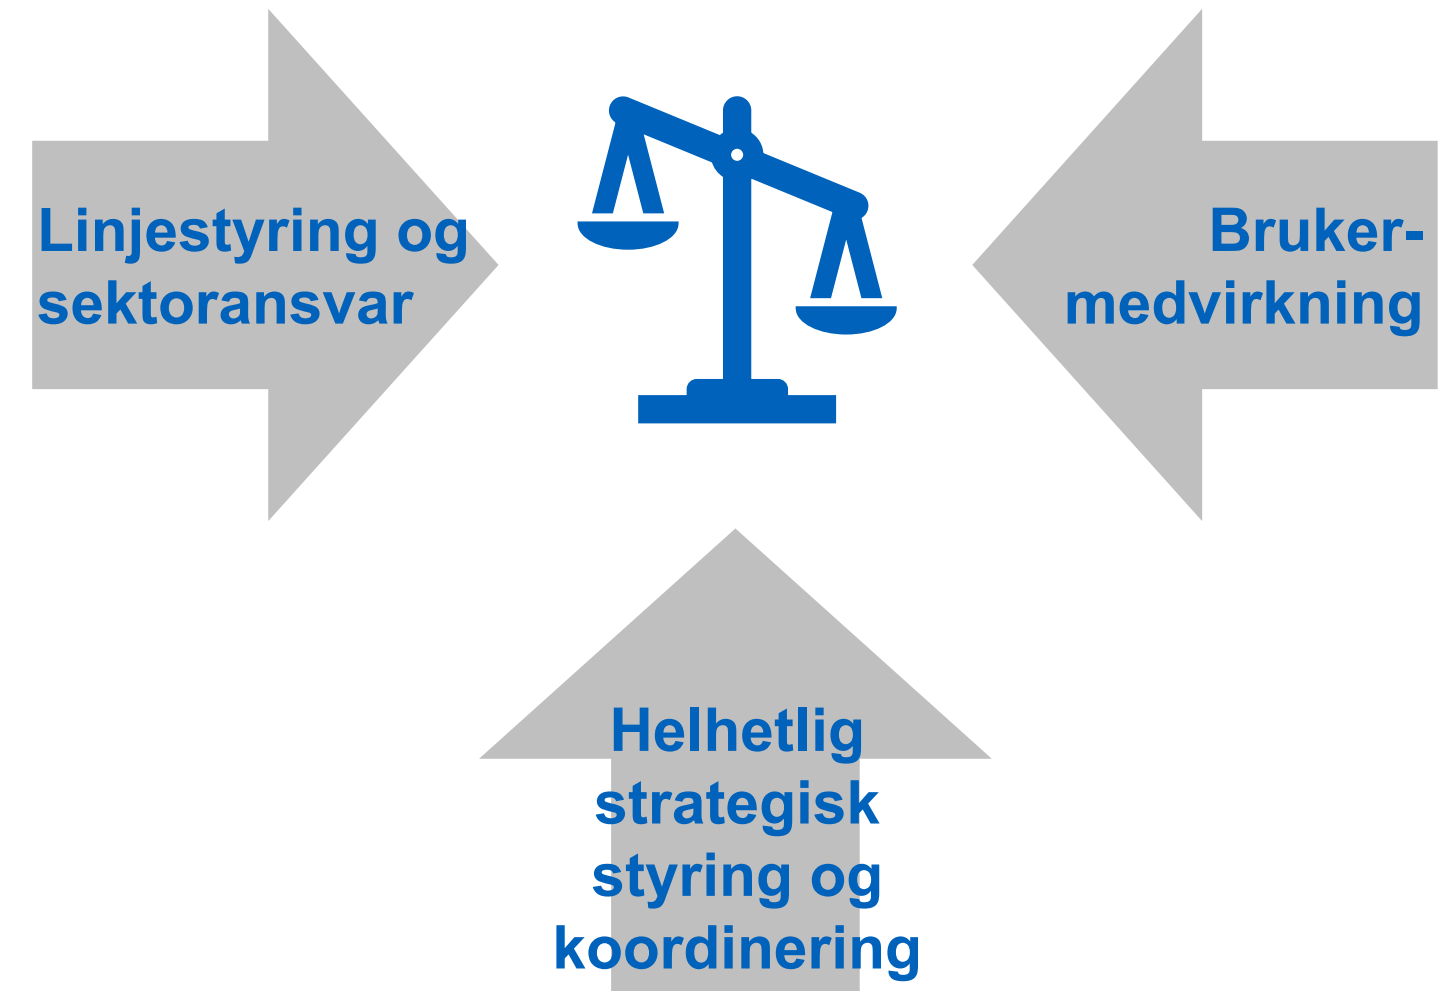 Linjestyring og
sektoransvar
Bruker-
medvirkning
Helhetlig
strategisk
styring og
koordinering